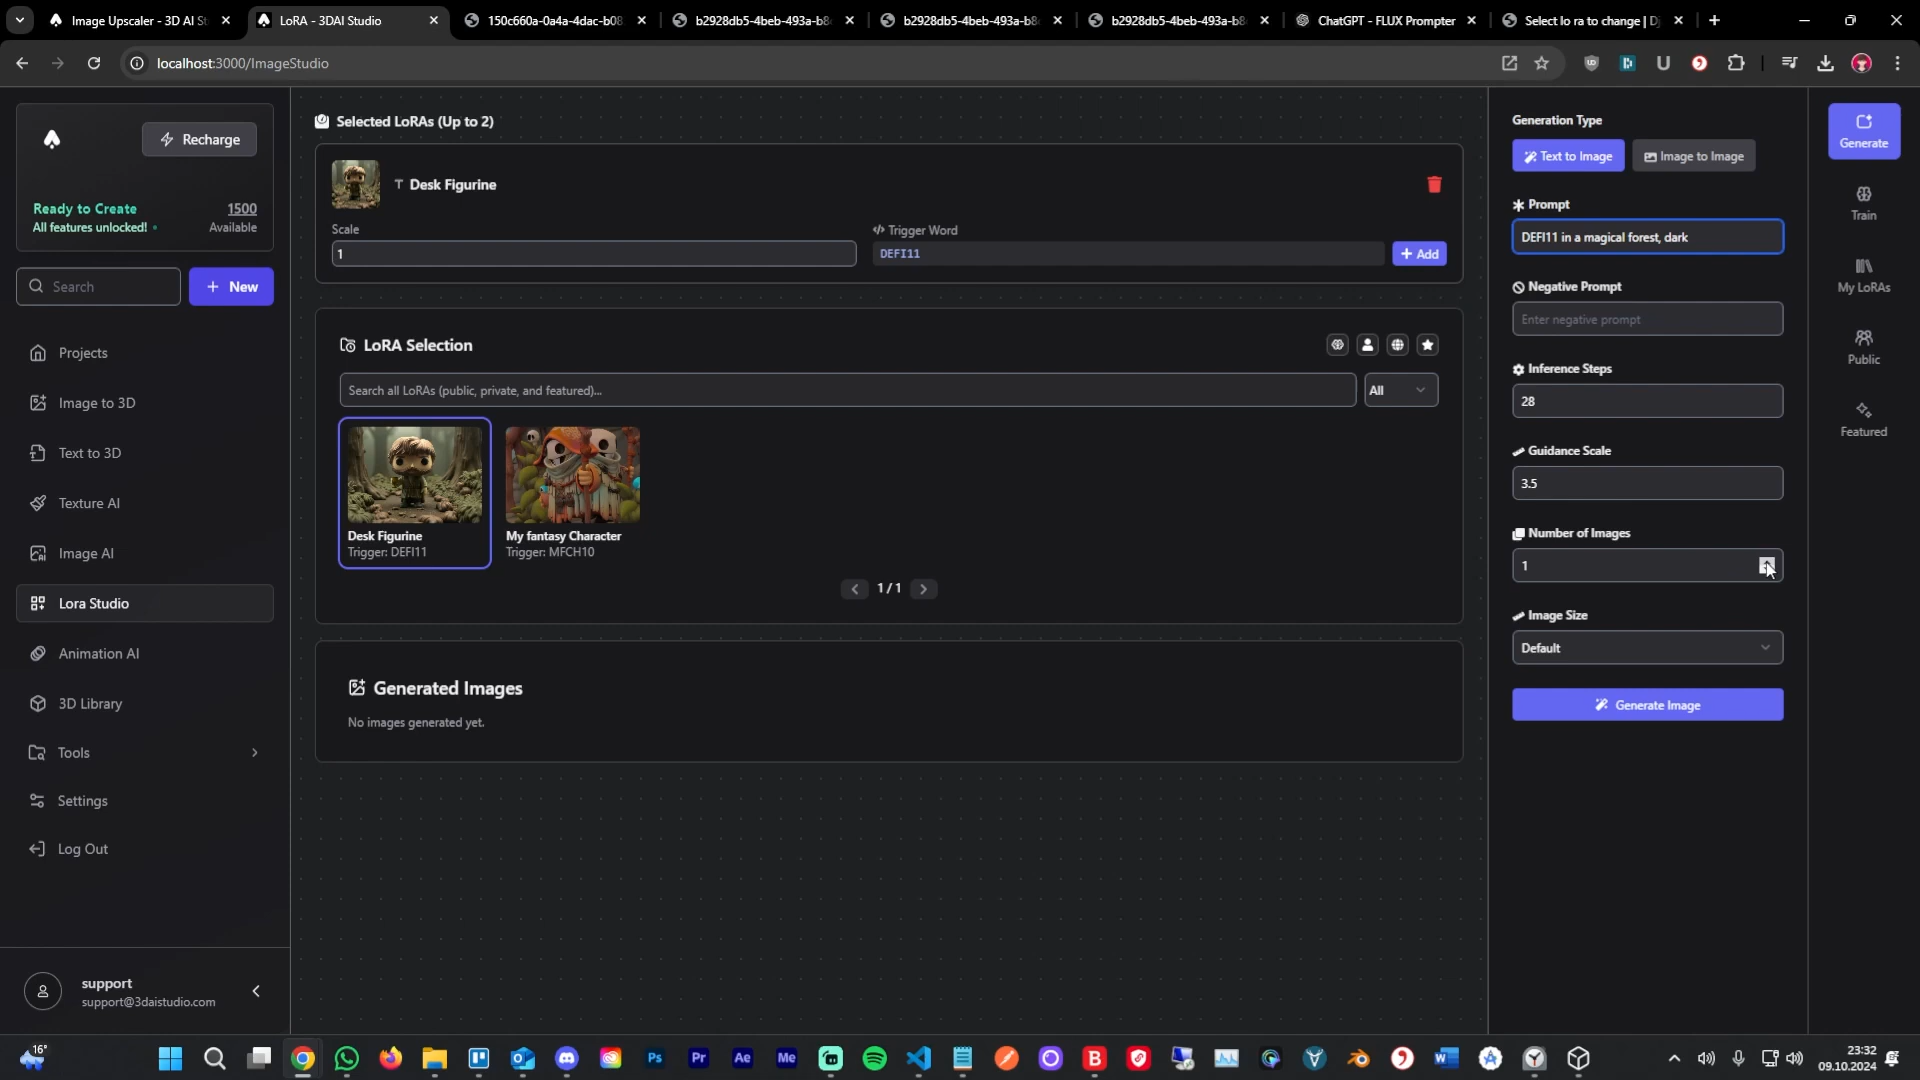 Image Upscaler - 3D AI St
LoRA - 3DAI Studio
150c660a-0a4a-4dac-b08
b2928db5-4beb-493a-b8
b2928db5-4beb-493a-b8
b2928db5-4beb-493a-b8
ChatGPT - FLUX Prompter
Select lo ra to change | Dj
localhost:3000/ImageStudio
Recharge
Ready to Create
1500
All features unlocked!
Available
Search
New
Projects
Image to 3D
Text to 3D
Texture AI
Image AI
Lora Studio
Animation AI
3D Library
Tools
Settings
Log Out
support
support@3daistudio.com
Selected LoRAs (Up to 2)
Desk Figurine
Scale
1
Trigger Word
DEFI11
Add
LoRA Selection
Search all LoRAs (public, private, and featured)...
All
Desk Figurine
Trigger: DEFI11
My fantasy Character
Trigger: MFCH10
1 / 1
Generated Images
No images generated yet.
Generation Type
Text to Image
Image to Image
Prompt
DEFI11 in a magical forest, dark
Negative Prompt
Enter negative prompt
Inference Steps
28
Guidance Scale
3.5
Number of Images
1
Image Size
Default
Generate Image
Generate
Train
My LoRAs
Public
Featured
16°
Ps
Pr
Ae
Me
23:32
09.10.2024